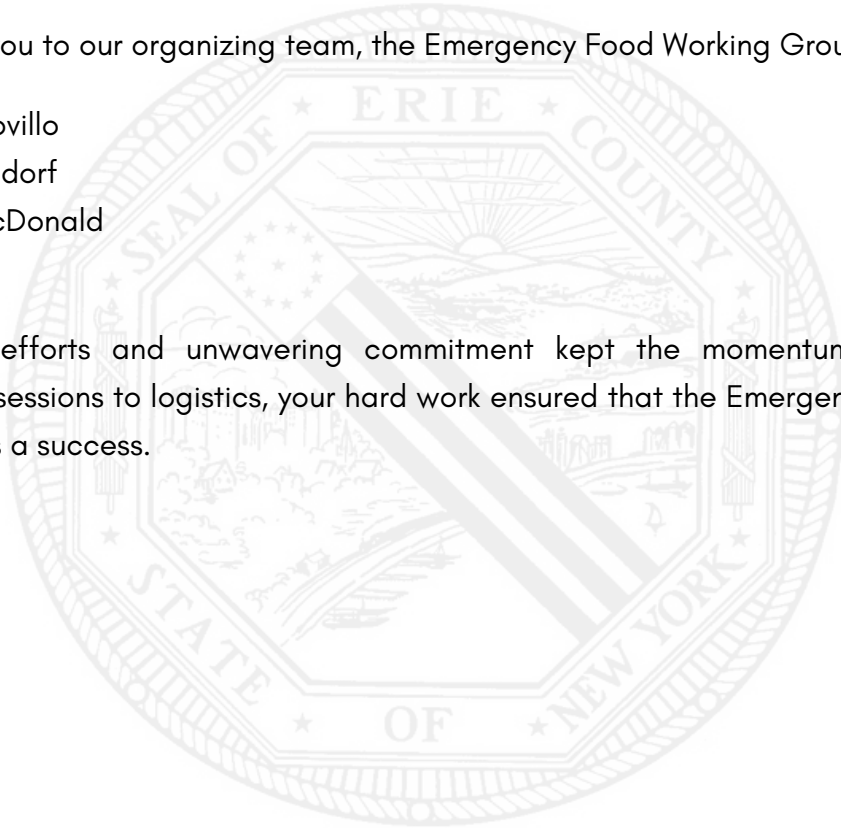 ou to our organizing team, the Emergency Food Working Grou
ovillo
dorf
cDonald
efforts and unwavering commitment kept the momentum
sessions to logistics, your hard work ensured that the Emergen
s a success.
SEAL OF ERIE COUNTY
STATE OF NEW YORK